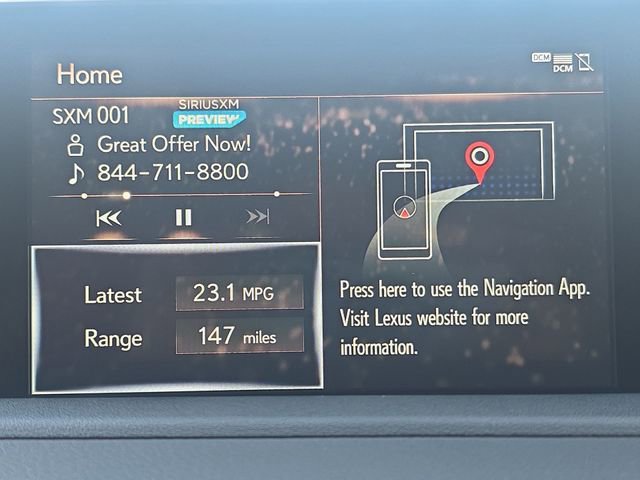 Home
DCM
DCM
SXM 001
SIRIUSXM
PREVIEW
Great Offer Now!
844-711-8800
Latest
23.1 MPG
Range
147 miles
Press here to use the Navigation App.
Visit Lexus website for more
information.